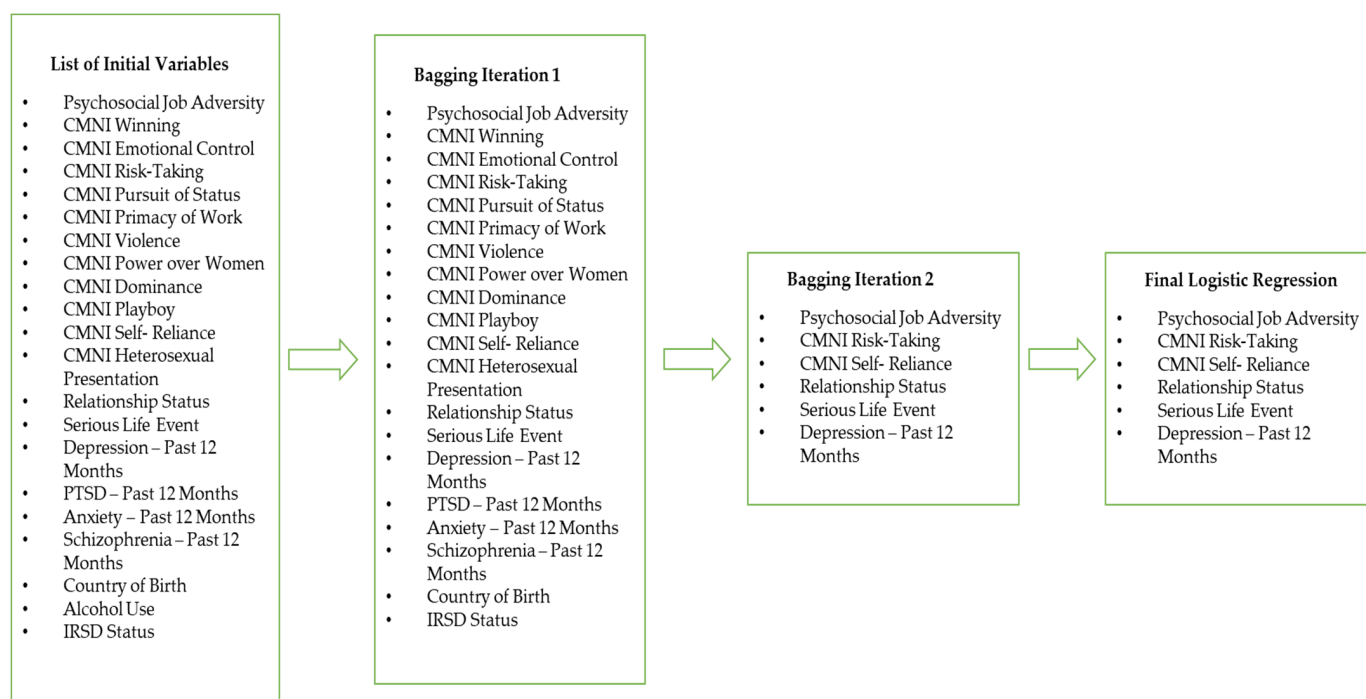 List of Initial Variables
• Psychosocial Job Adversity
• CMNI Winning
• CMNI Emotional Control
• CMNI Risk-Taking
• CMNI Pursuit of Status
• CMNI Primacy of Work
• CMNI Violence
• CMNI Power over Women
• CMNI Dominance
• CMNI Playboy
• CMNI Self- Reliance
• CMNI Heterosexual
Presentation
• Relationship Status
• Serious Life Event
• Depression – Past 12
Months
• PTSD – Past 12 Months
• Anxiety – Past 12 Months
• Schizophrenia – Past 12
Months
• Country of Birth
• Alcohol Use
• IRSD Status
Bagging Iteration 1
• Psychosocial Job Adversity
• CMNI Winning
• CMNI Emotional Control
• CMNI Risk-Taking
• CMNI Pursuit of Status
• CMNI Primacy of Work
• CMNI Violence
• CMNI Power over Women
• CMNI Dominance
• CMNI Playboy
• CMNI Self- Reliance
• CMNI Heterosexual
Presentation
• Relationship Status
• Serious Life Event
• Depression – Past 12
Months
• PTSD – Past 12 Months
• Anxiety – Past 12 Months
• Schizophrenia – Past 12
Months
• Country of Birth
• IRSD Status
Bagging Iteration 2
• Psychosocial Job Adversity
• CMNI Risk-Taking
• CMNI Self- Reliance
• Relationship Status
• Serious Life Event
• Depression – Past 12
Months
Final Logistic Regression
• Psychosocial Job Adversity
• CMNI Risk-Taking
• CMNI Self- Reliance
• Relationship Status
• Serious Life Event
• Depression – Past 12
Months